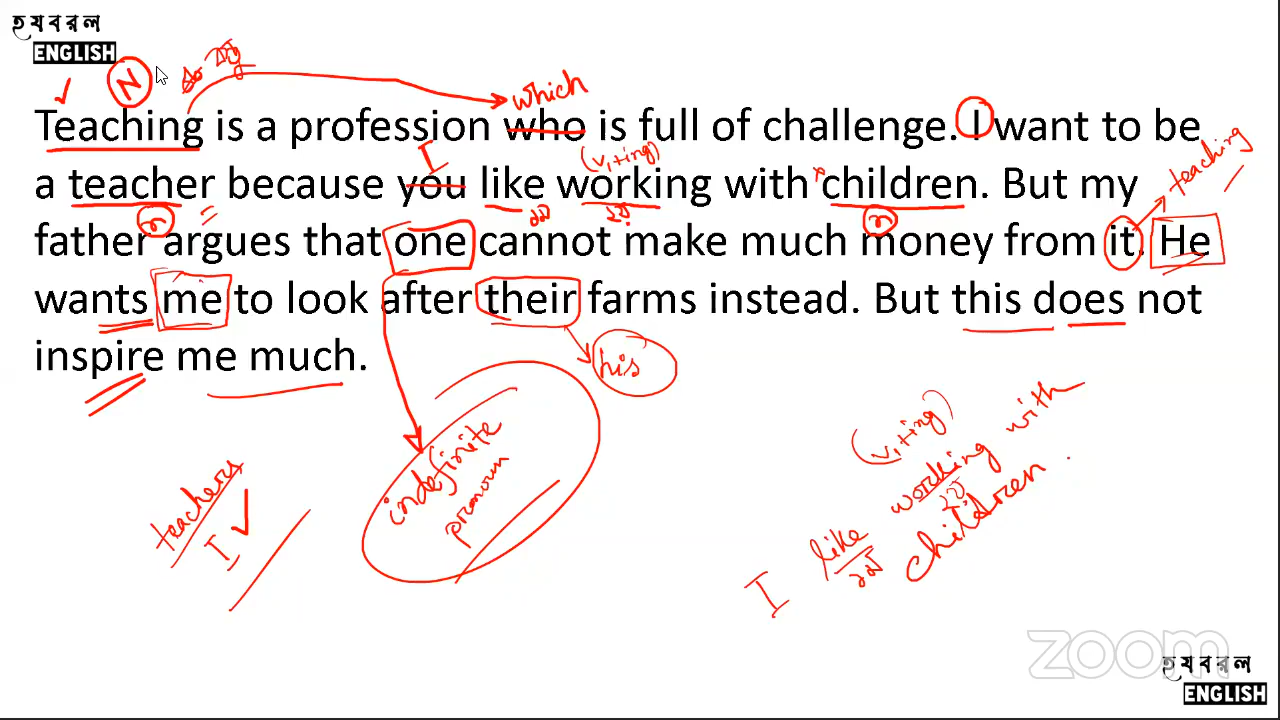 হ য ব র ল
ENGLISH
N
which
Teaching is a profession who is full of challenge. I want to be
I
(v₁+ing)
teaching
a teacher because you like working with children. But my
২য়
father argues that one cannot make much money from it. He
wants me to look after their farms instead. But this does not
his
inspire me much.
indefinite
pronoun
teachers
I
(v₁+ing)
I like working with
children
zoom
হ য ব র ল
ENGLISH